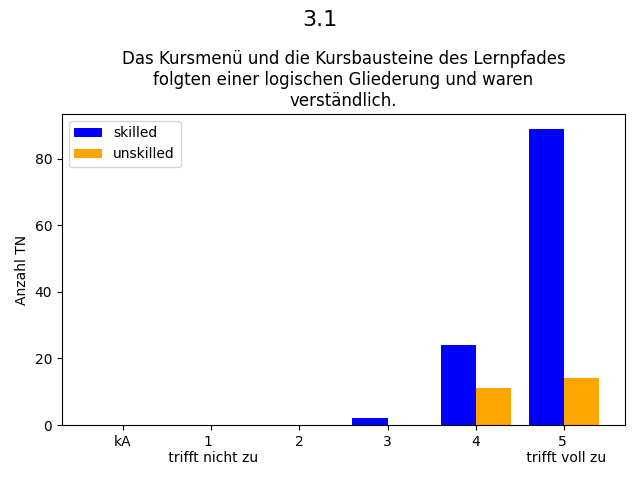 3.1
Das Kursmenü und die Kursbausteine des Lernpfades
folgten einer logischen Gliederung und waren
verständlich.
skilled
unskilled
Anzahl TN
80
60
40
20
0
kA 1 2 3 4 5
trifft nicht zu trifft voll zu